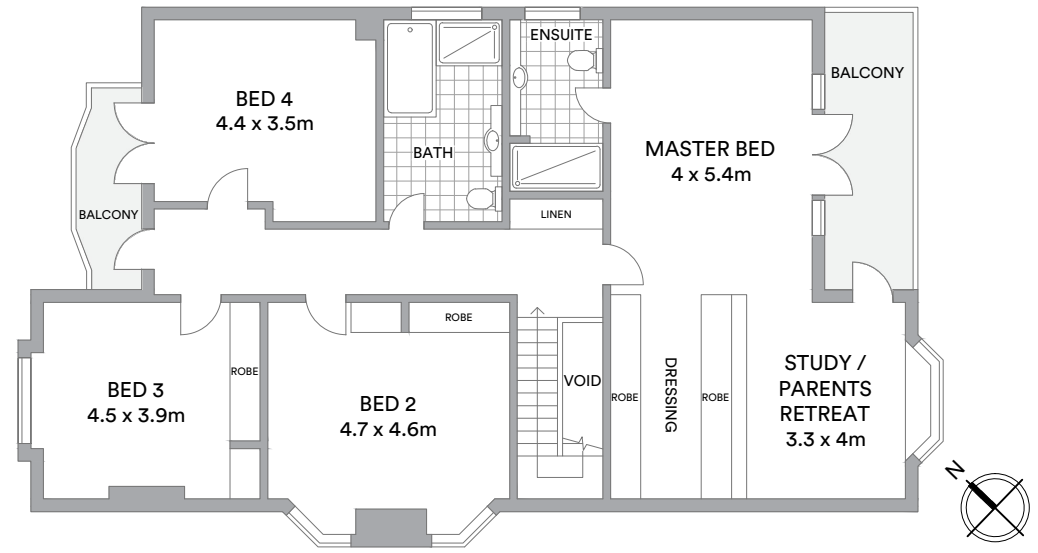 ENSUITE
BALCONY
BED 4
4.4 x 3.5m
BATH
MASTER BED
4 x 5.4m
BALCONY
LINEN
ROBE
ROBE
BED 3
4.5 x 3.9m
BED 2
4.7 x 4.6m
VOID
ROBE
DRESSING
ROBE
STUDY /
PARENTS
RETREAT
3.3 x 4m
N